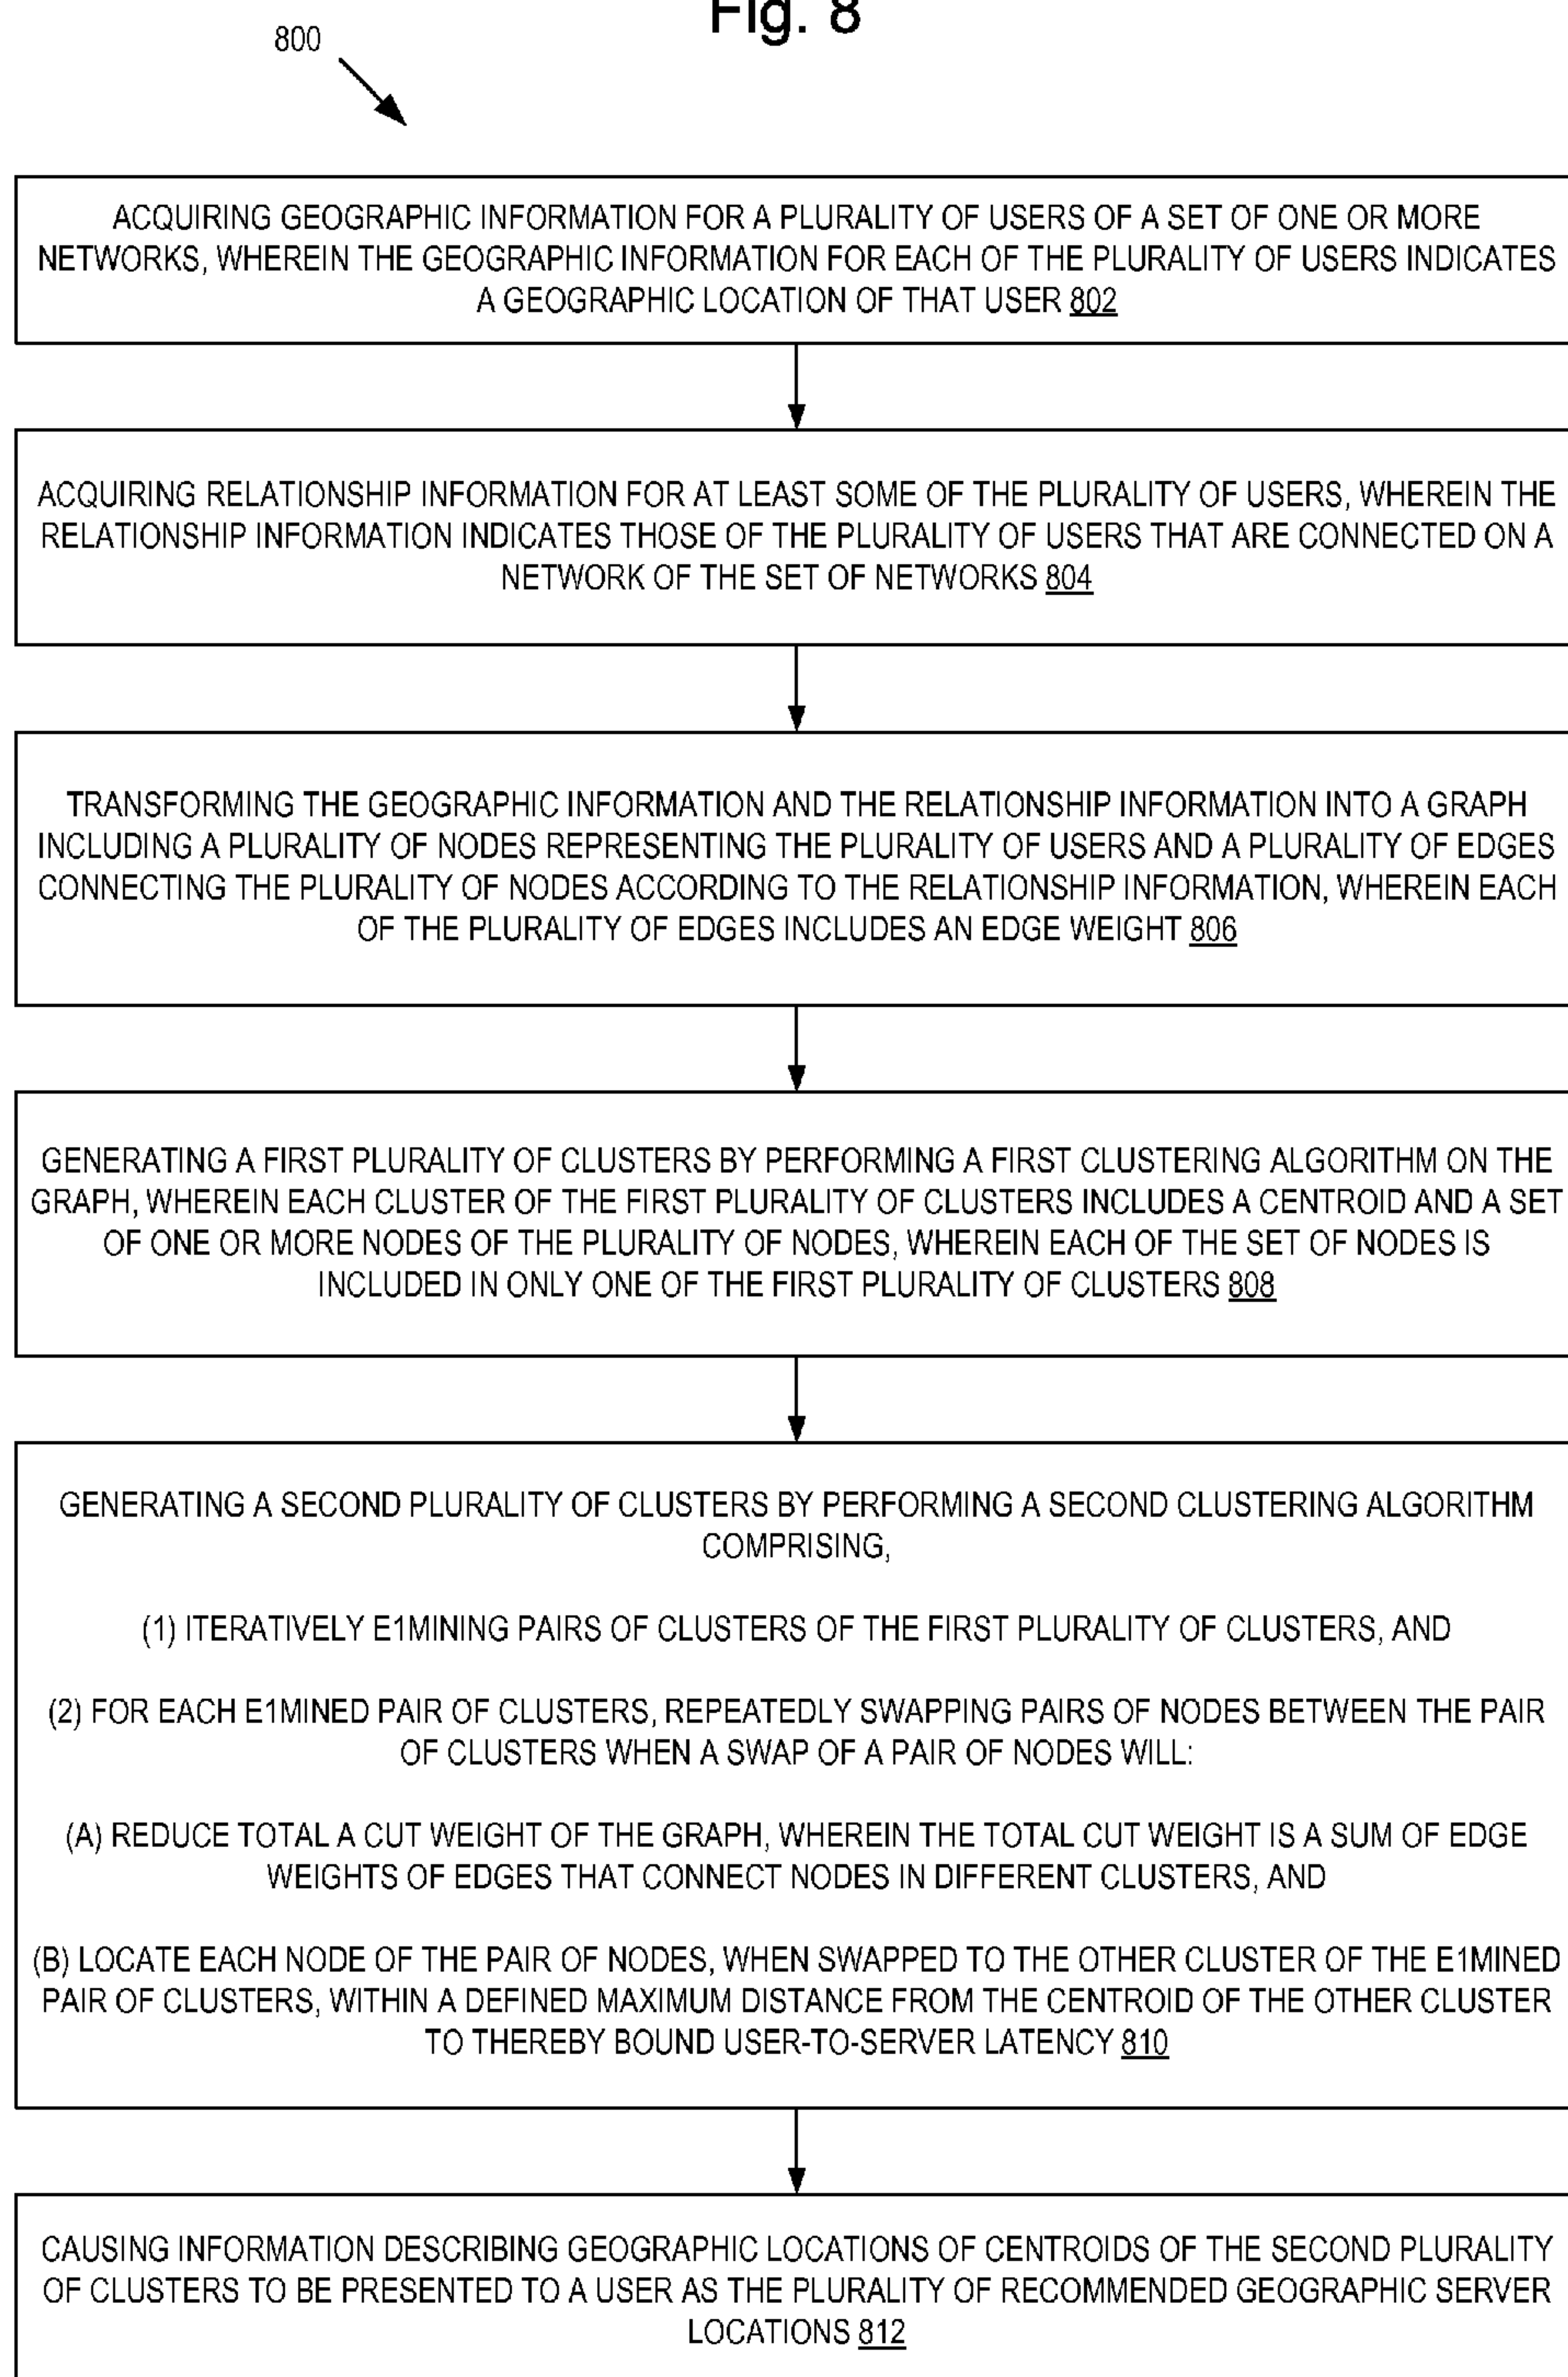 Fig. 8
800
ACQUIRING GEOGRAPHIC INFORMATION FOR A PLURALITY OF USERS OF A SET OF ONE OR MORE
NETWORKS, WHEREIN THE GEOGRAPHIC INFORMATION FOR EACH OF THE PLURALITY OF USERS INDICATES
A GEOGRAPHIC LOCATION OF THAT USER 802
ACQUIRING RELATIONSHIP INFORMATION FOR AT LEAST SOME OF THE PLURALITY OF USERS, WHEREIN THE
RELATIONSHIP INFORMATION INDICATES THOSE OF THE PLURALITY OF USERS THAT ARE CONNECTED ON A
NETWORK OF THE SET OF NETWORKS 804
TRANSFORMING THE GEOGRAPHIC INFORMATION AND THE RELATIONSHIP INFORMATION INTO A GRAPH
INCLUDING A PLURALITY OF NODES REPRESENTING THE PLURALITY OF USERS AND A PLURALITY OF EDGES
CONNECTING THE PLURALITY OF NODES ACCORDING TO THE RELATIONSHIP INFORMATION, WHEREIN EACH
OF THE PLURALITY OF EDGES INCLUDES AN EDGE WEIGHT 806
GENERATING A FIRST PLURALITY OF CLUSTERS BY PERFORMING A FIRST CLUSTERING ALGORITHM ON THE
GRAPH, WHEREIN EACH CLUSTER OF THE FIRST PLURALITY OF CLUSTERS INCLUDES A CENTROID AND A SET
OF ONE OR MORE NODES OF THE PLURALITY OF NODES, WHEREIN EACH OF THE SET OF NODES IS
INCLUDED IN ONLY ONE OF THE FIRST PLURALITY OF CLUSTERS 808
GENERATING A SECOND PLURALITY OF CLUSTERS BY PERFORMING A SECOND CLUSTERING ALGORITHM
COMPRISING,
(1) ITERATIVELY E1MINING PAIRS OF CLUSTERS OF THE FIRST PLURALITY OF CLUSTERS, AND
(2) FOR EACH E1MINED PAIR OF CLUSTERS, REPEATEDLY SWAPPING PAIRS OF NODES BETWEEN THE PAIR
OF CLUSTERS WHEN A SWAP OF A PAIR OF NODES WILL:
(A) REDUCE TOTAL A CUT WEIGHT OF THE GRAPH, WHEREIN THE TOTAL CUT WEIGHT IS A SUM OF EDGE
WEIGHTS OF EDGES THAT CONNECT NODES IN DIFFERENT CLUSTERS, AND
(B) LOCATE EACH NODE OF THE PAIR OF NODES, WHEN SWAPPED TO THE OTHER CLUSTER OF THE E1MINED
PAIR OF CLUSTERS, WITHIN A DEFINED MAXIMUM DISTANCE FROM THE CENTROID OF THE OTHER CLUSTER
TO THEREBY BOUND USER-TO-SERVER LATENCY 810
CAUSING INFORMATION DESCRIBING GEOGRAPHIC LOCATIONS OF CENTROIDS OF THE SECOND PLURALITY
OF CLUSTERS TO BE PRESENTED TO A USER AS THE PLURALITY OF RECOMMENDED GEOGRAPHIC SERVER
LOCATIONS 812